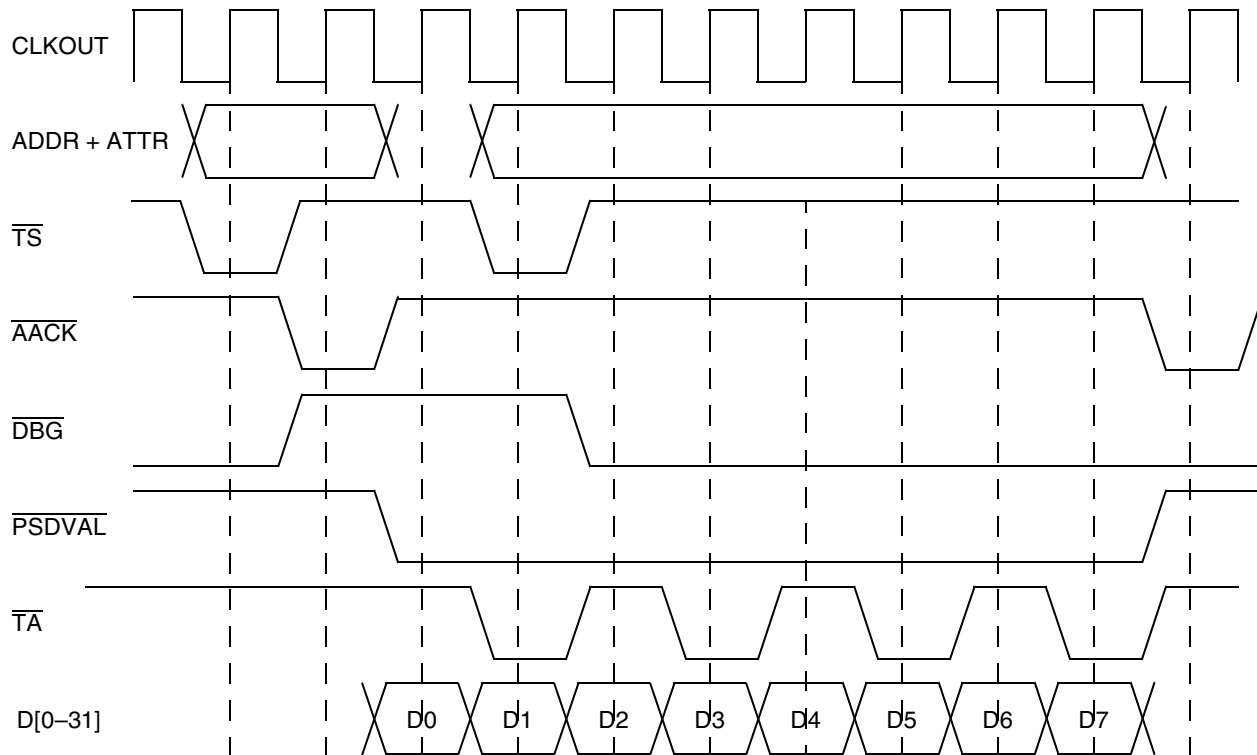 CLKOUT
ADDR + ATTR
TS
AACK
DBG
PSDVAL
TA
D[0–31] D0 D1 D2 D3 D4 D5 D6 D7